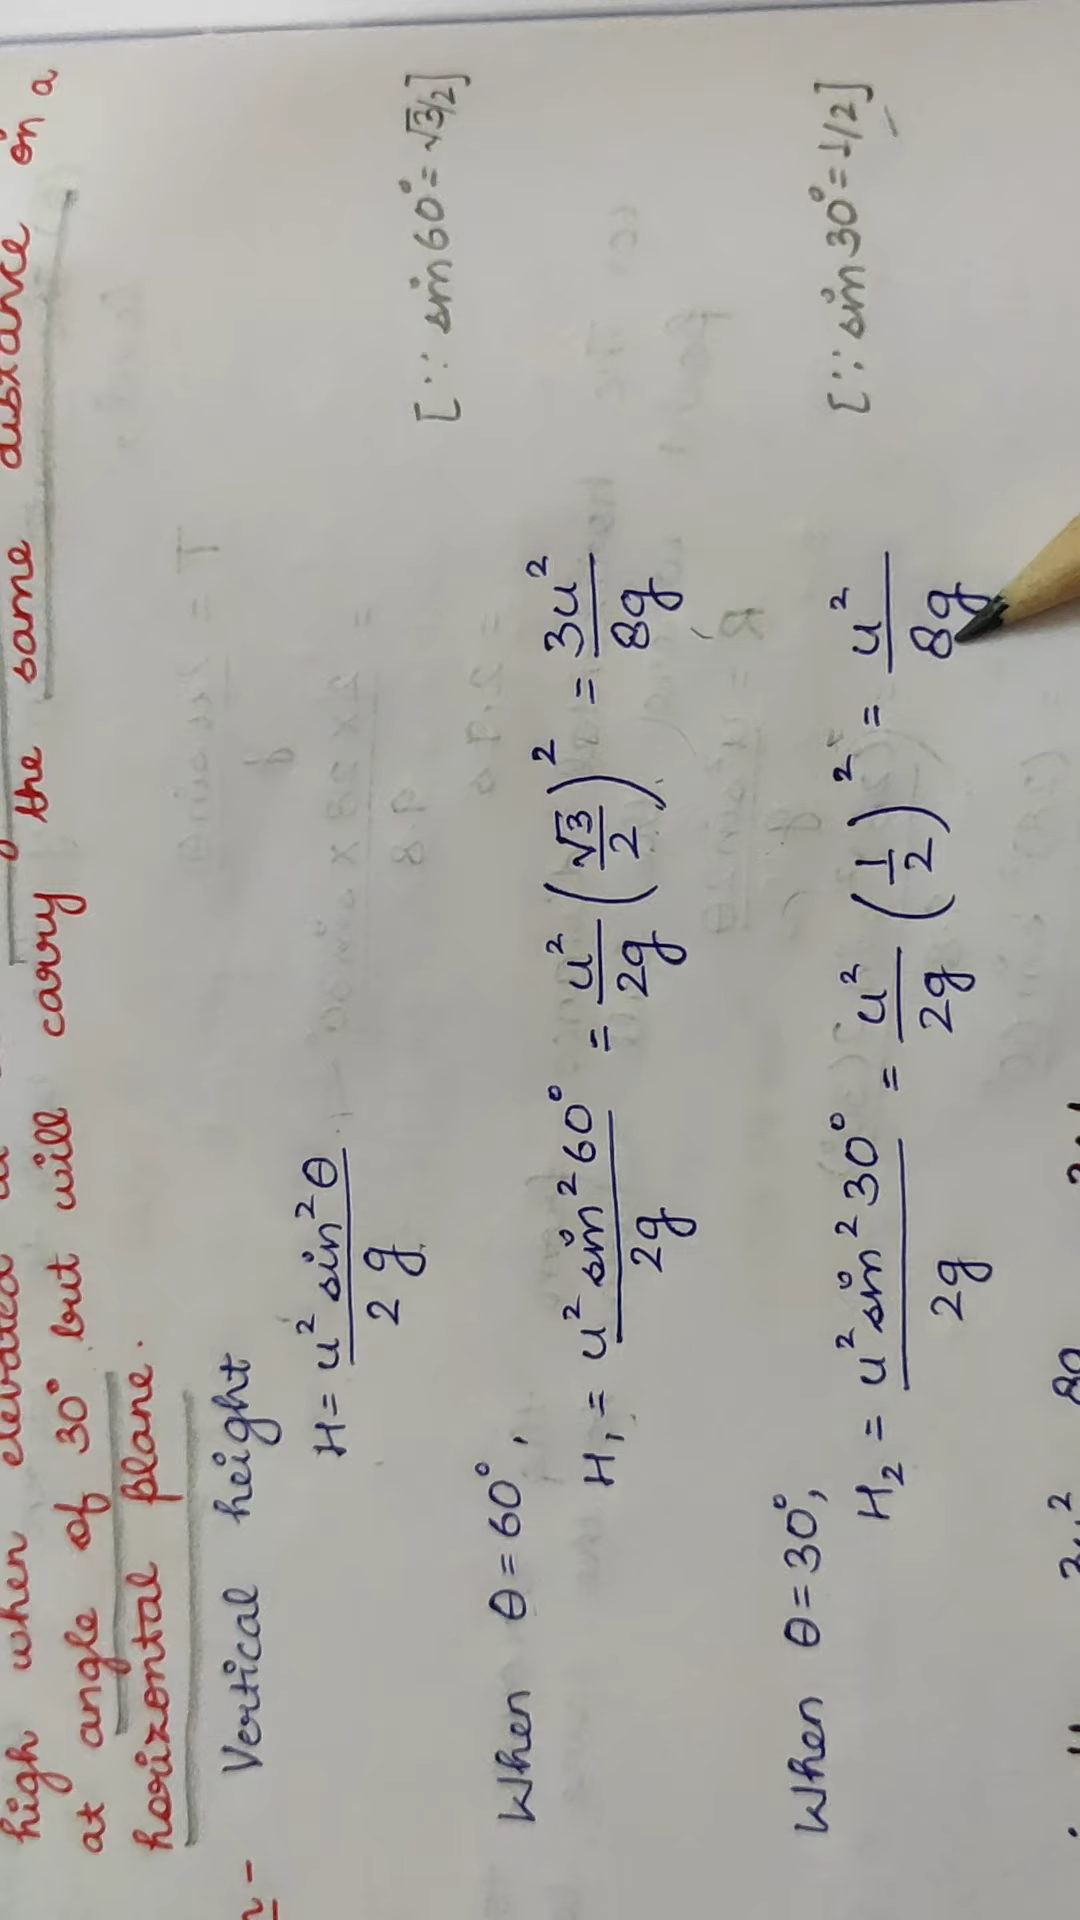 high when elevated
at angle of 30° but will carry the same distance on a
horizontal plane.
Vertical height
H = u² sin²θ / 2g
When θ = 60°,
[∵ sin 60° = √3/2]
H₁ = u² sin² 60° / 2g = u²/2g (√3/2)² = 3u²/8g
When θ = 30°,
[∵ sin 30° = 1/2]
H₂ = u² sin² 30° / 2g = u²/2g (1/2)² = u²/8g